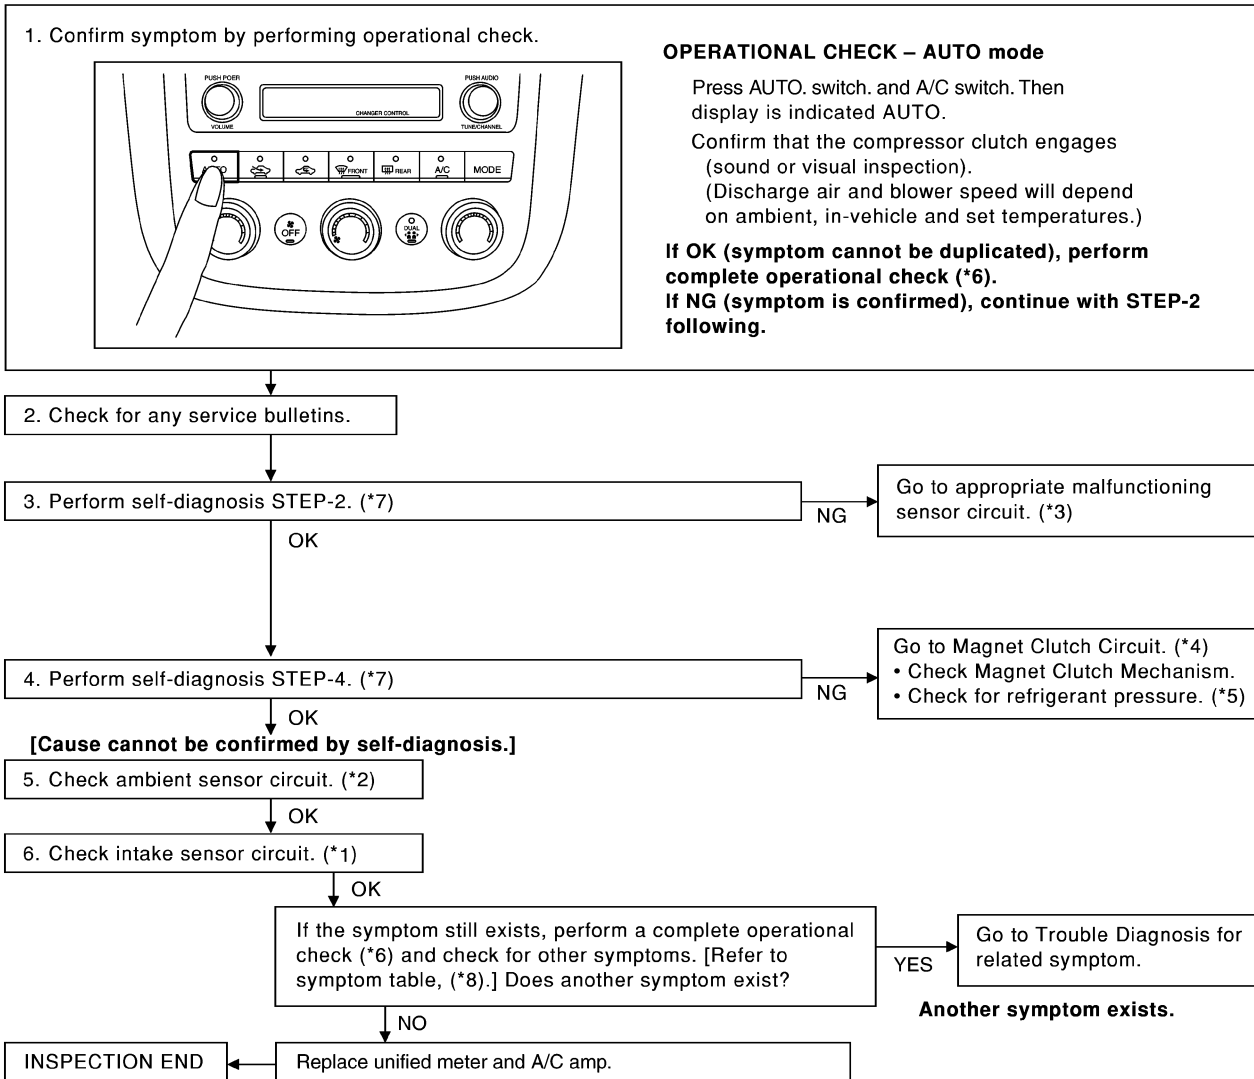 1. Confirm symptom by performing operational check.
PUSH POER
VOLUME
CHANGER CONTROL
PUSH AUDIO
TUNE/CHANNEL
FRONT
REAR
A/C
MODE
OFF
DUAL
OPERATIONAL CHECK – AUTO mode
Press AUTO. switch. and A/C switch. Then
display is indicated AUTO.
Confirm that the compressor clutch engages
(sound or visual inspection).
(Discharge air and blower speed will depend
on ambient, in-vehicle and set temperatures.)
If OK (symptom cannot be duplicated), perform
complete operational check (*6).
If NG (symptom is confirmed), continue with STEP-2
following.
2. Check for any service bulletins.
3. Perform self-diagnosis STEP-2. (*7)
NG
Go to appropriate malfunctioning
sensor circuit. (*3)
OK
4. Perform self-diagnosis STEP-4. (*7)
NG
Go to Magnet Clutch Circuit. (*4)
• Check Magnet Clutch Mechanism.
• Check for refrigerant pressure. (*5)
OK
[Cause cannot be confirmed by self-diagnosis.]
5. Check ambient sensor circuit. (*2)
OK
6. Check intake sensor circuit. (*1)
OK
If the symptom still exists, perform a complete operational
check (*6) and check for other symptoms. [Refer to
symptom table, (*8).] Does another symptom exist?
YES
Go to Trouble Diagnosis for
related symptom.
Another symptom exists.
NO
Replace unified meter and A/C amp.
INSPECTION END